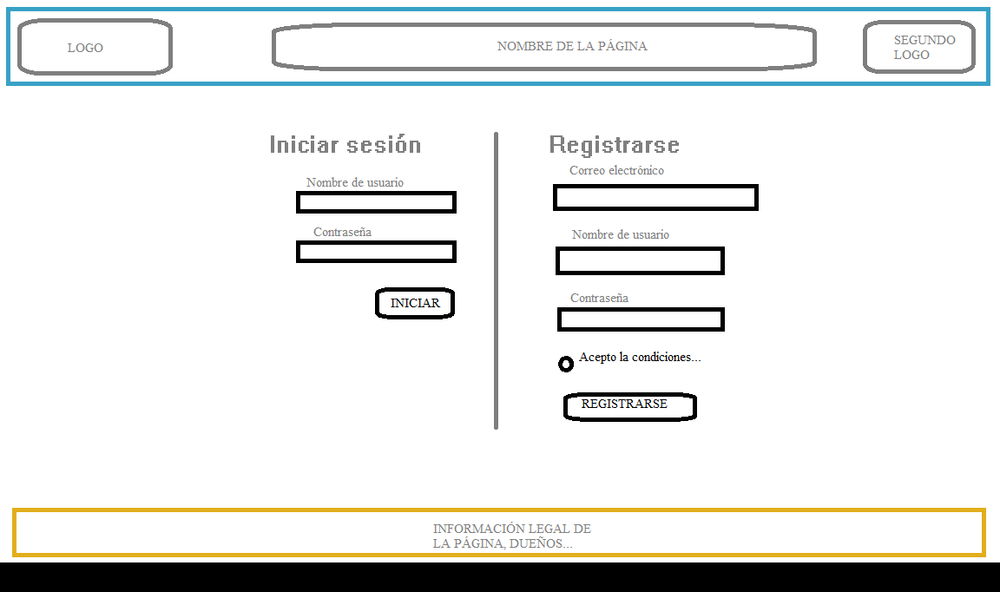 LOGO
NOMBRE DE LA PÁGINA
SEGUNDO
LOGO
Iniciar sesión
Nombre de usuario
Contraseña
INICIAR
Registrarse
Correo electrónico
Nombre de usuario
Contraseña
Acepto la condiciones...
REGISTRARSE
INFORMACIÓN LEGAL DE
LA PÁGINA, DUEÑOS...